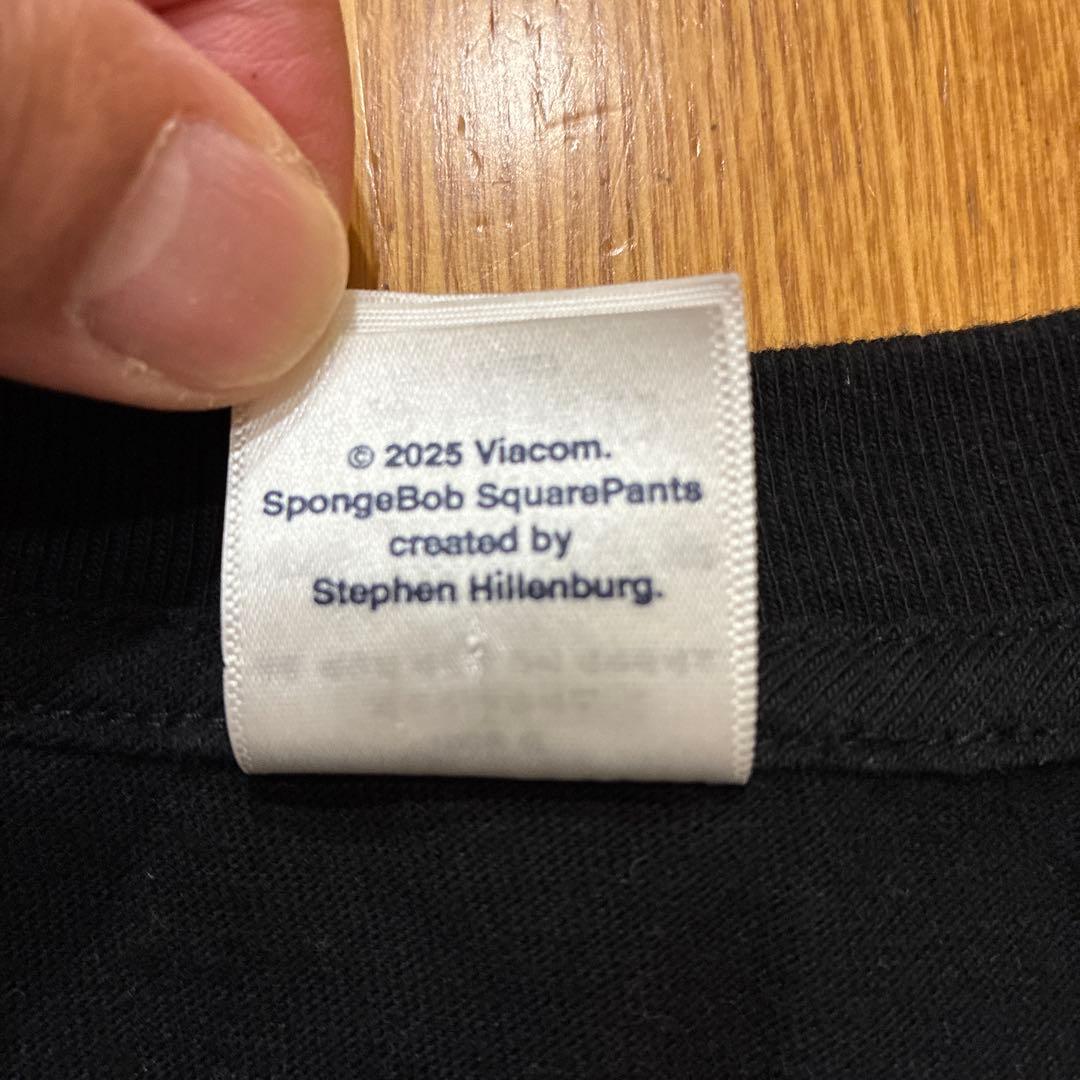 © 2025 Viacom.
SpongeBob SquarePants
created by
Stephen Hillenburg.